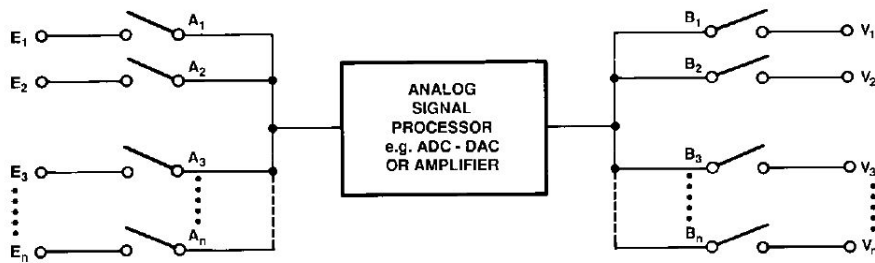 E1 A1 B1 V1
E2 A2 B2 V2
ANALOG
SIGNAL
PROCESSOR
e.g. ADC - DAC
OR AMPLIFIER
E3 A3 B3 V3
En An Bn Vn